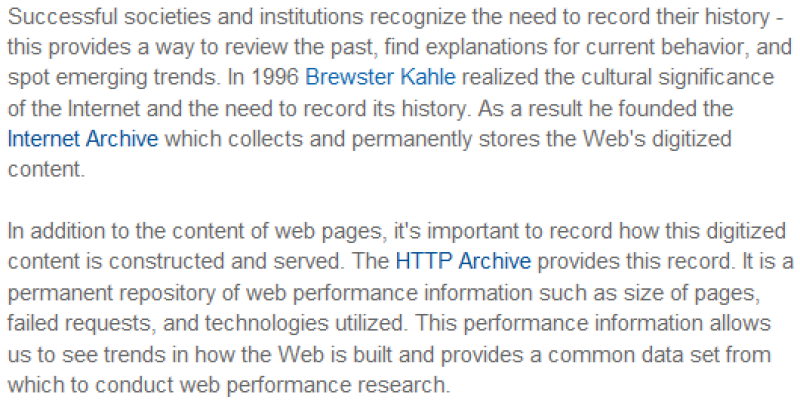 Successful societies and institutions recognize the need to record their history -
this provides a way to review the past, find explanations for current behavior, and
spot emerging trends. In 1996 Brewster Kahle realized the cultural significance
of the Internet and the need to record its history. As a result he founded the
Internet Archive which collects and permanently stores the Web's digitized
content.
In addition to the content of web pages, it's important to record how this digitized
content is constructed and served. The HTTP Archive provides this record. It is a
permanent repository of web performance information such as size of pages,
failed requests, and technologies utilized. This performance information allows
us to see trends in how the Web is built and provides a common data set from
which to conduct web performance research.